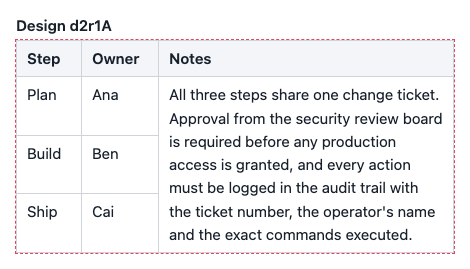 Design d2r1A
Step Owner Notes
Plan Ana All three steps share one change ticket.
Approval from the security review board
is required before any production
Build Ben access is granted, and every action
must be logged in the audit trail with
Ship Cai the ticket number, the operator's name
and the exact commands executed.